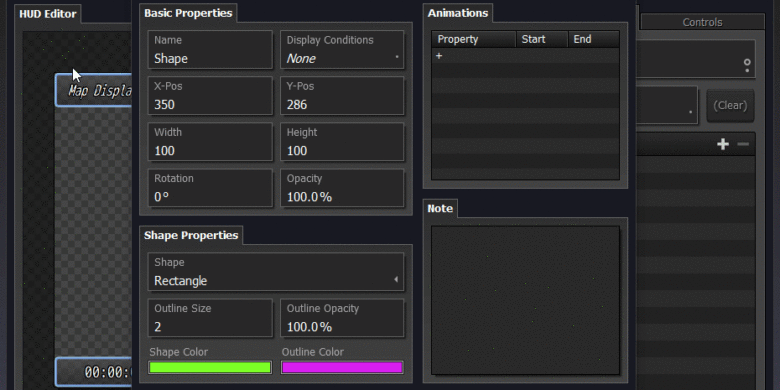 HUD Editor
Map Displa
00:00:
Basic Properties
Name
Shape
Display Conditions
None
X-Pos
350
Y-Pos
286
Width
100
Height
100
Rotation
0°
Opacity
100.0%
Shape Properties
Shape
Rectangle
Outline Size
2
Outline Opacity
100.0%
Shape Color
Outline Color
Animations
Property Start End
+
Note
Controls
(Clear)